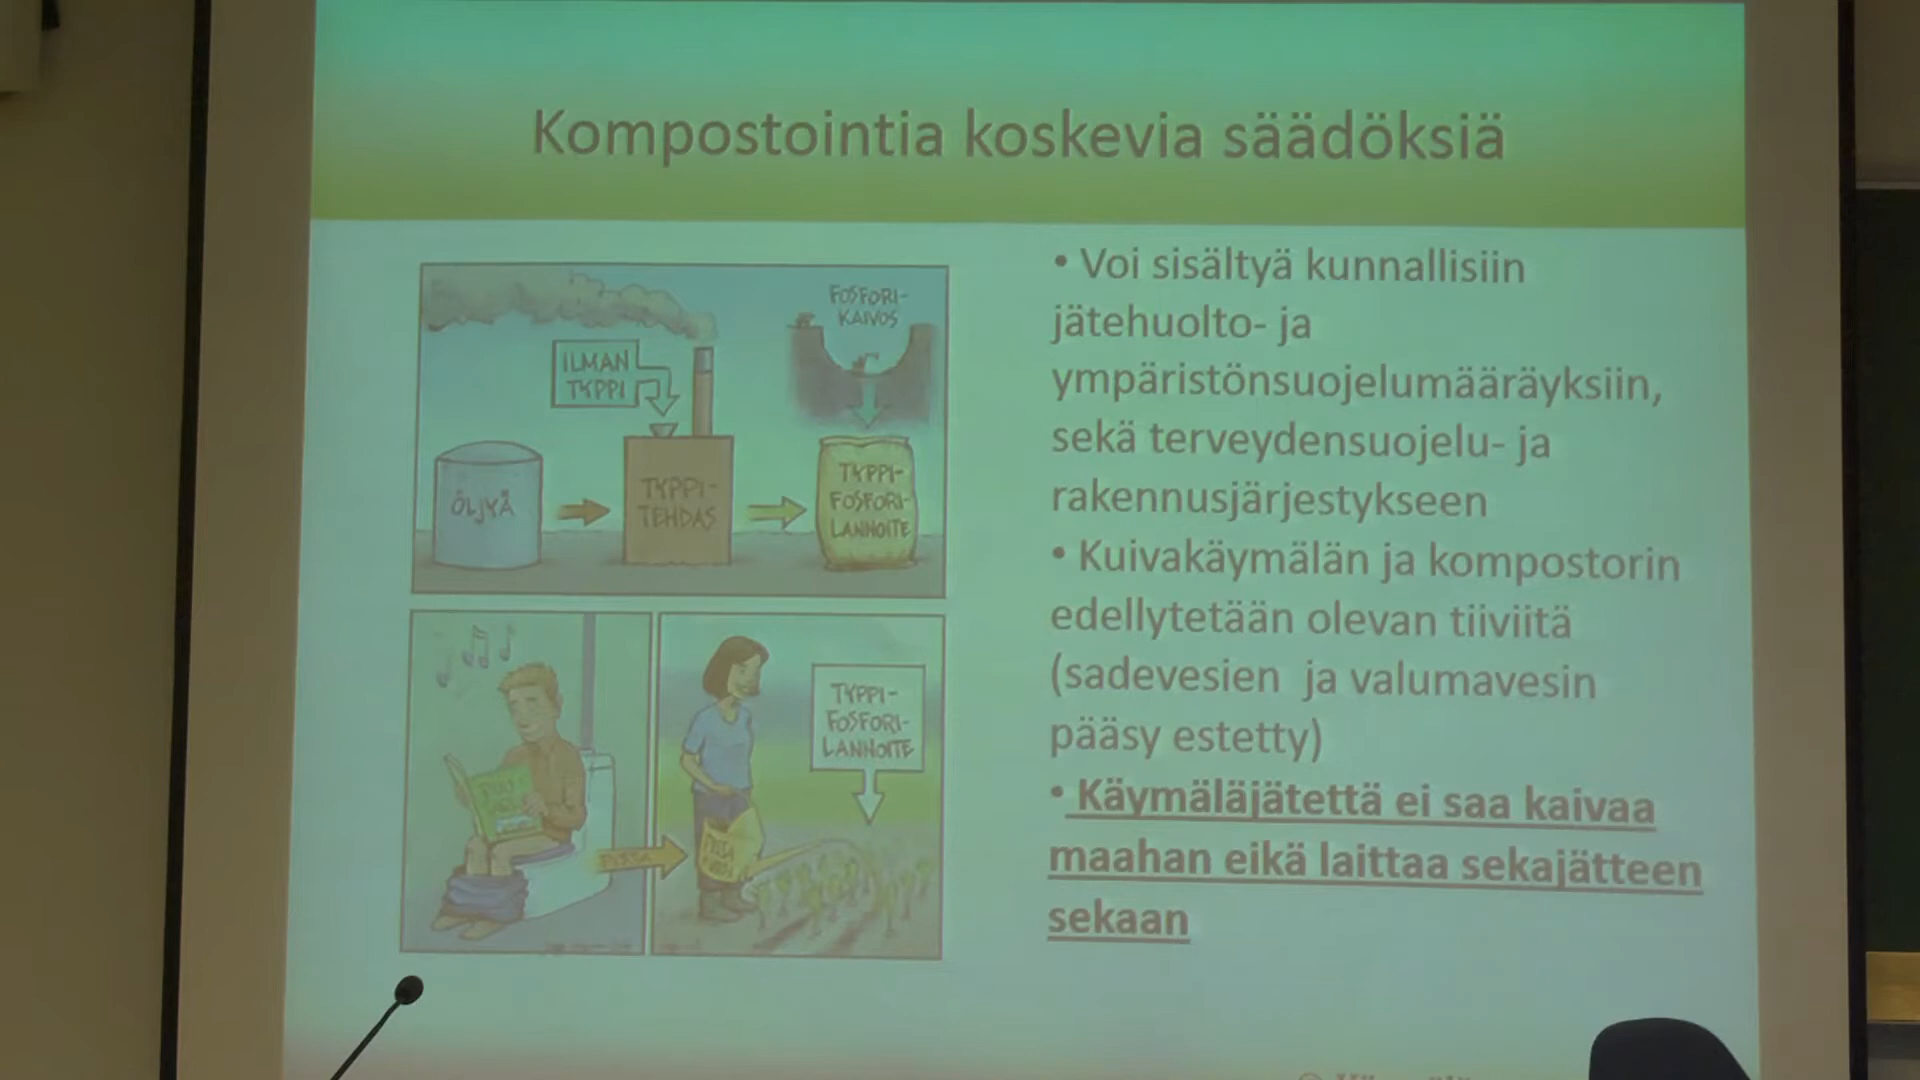 Kompostointia koskevia säädöksiä
FOSFORI-
KAIVOS
ILMAN
TYPPI
ÖLJYÄ
TYPPI-
TEHDAS
TYPPI-
FOSFORI-
LANNOITE
TYPPI-
FOSFORI-
LANNOITE
• Voi sisältyä kunnallisiin
jätehuolto- ja
ympäristönsuojelumääräyksiin,
sekä terveydensuojelu- ja
rakennusjärjestykseen
• Kuivakäymälän ja kompostorin
edellytetään olevan tiiviitä
(sadevesien ja valumavesin
pääsy estetty)
• Käymäläjätettä ei saa kaivaa
maahan eikä laittaa sekajätteen
sekaan